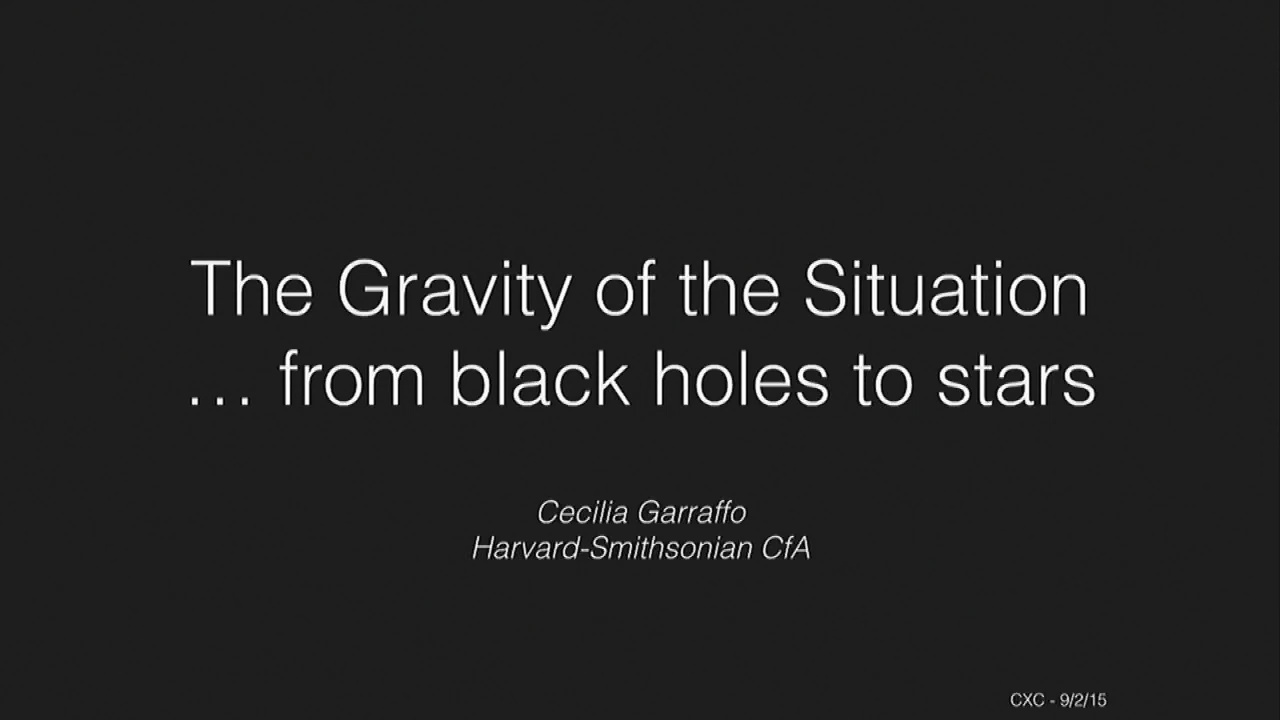 The Gravity of the Situation
… from black holes to stars
Cecilia Garraffo
Harvard-Smithsonian CfA
CXC - 9/2/15